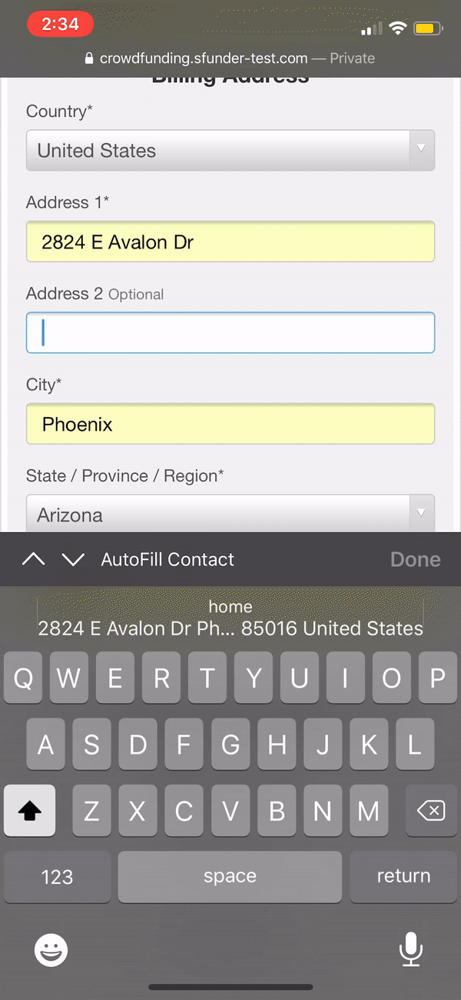 2:34
crowdfunding.sfunder-test.com — Private
Billing Address
Country*
United States
Address 1*
2824 E Avalon Dr
Address 2 Optional
City*
Phoenix
State / Province / Region*
Arizona
AutoFill Contact Done
home
2824 E Avalon Dr Ph... 85016 United States
Q W E R T Y U I O P
A S D F G H J K L
Z X C V B N M
123 space return